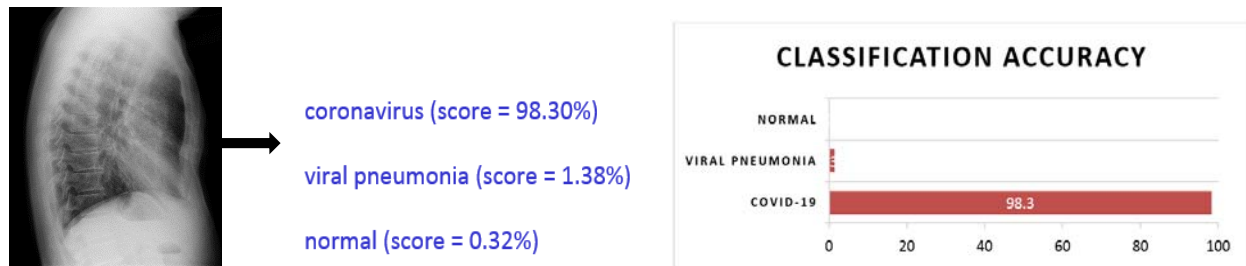 coronavirus (score = 98.30%)
viral pneumonia (score = 1.38%)
normal (score = 0.32%)
CLASSIFICATION ACCURACY
NORMAL
VIRAL PNEUMONIA
COVID-19
98.3
0 20 40 60 80 100